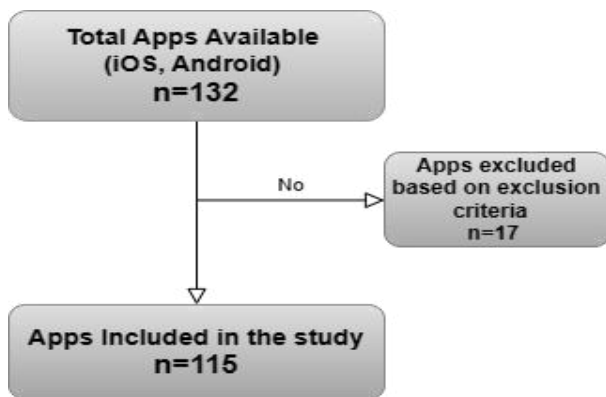 Total Apps Available
(iOS, Android)
n=132
No
Apps excluded
based on exclusion
criteria
n=17
Apps Included in the study
n=115